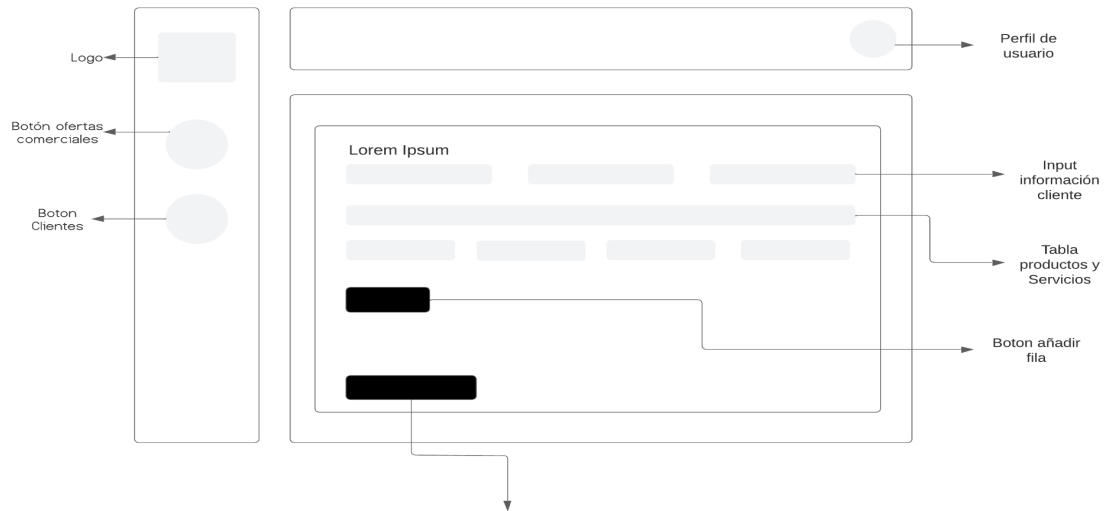 Logo
Botón ofertas
comerciales
Boton
Clientes
Lorem Ipsum
Perfil de
usuario
Input
información
cliente
Tabla
productos y
Servicios
Boton añadir
fila